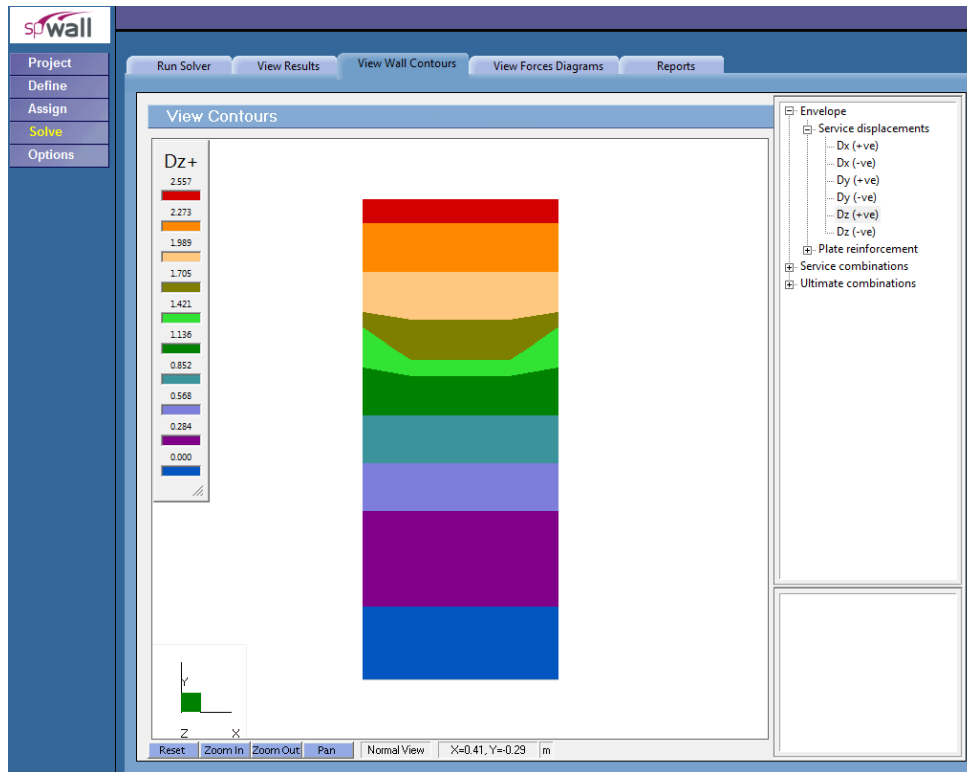 spwall
Project
Define
Assign
Solve
Options
Run Solver
View Results
View Wall Contours
View Forces Diagrams
Reports
View Contours
Dz+
2.557
2.273
1.989
1.705
1.421
1.136
0.852
0.568
0.284
0.000
Y
Z X
Reset Zoom In Zoom Out Pan Normal View X=0.41, Y=-0.29 m
Envelope
Service displacements
Dx (+ve)
Dx (-ve)
Dy (+ve)
Dy (-ve)
Dz (+ve)
Dz (-ve)
Plate reinforcement
Service combinations
Ultimate combinations